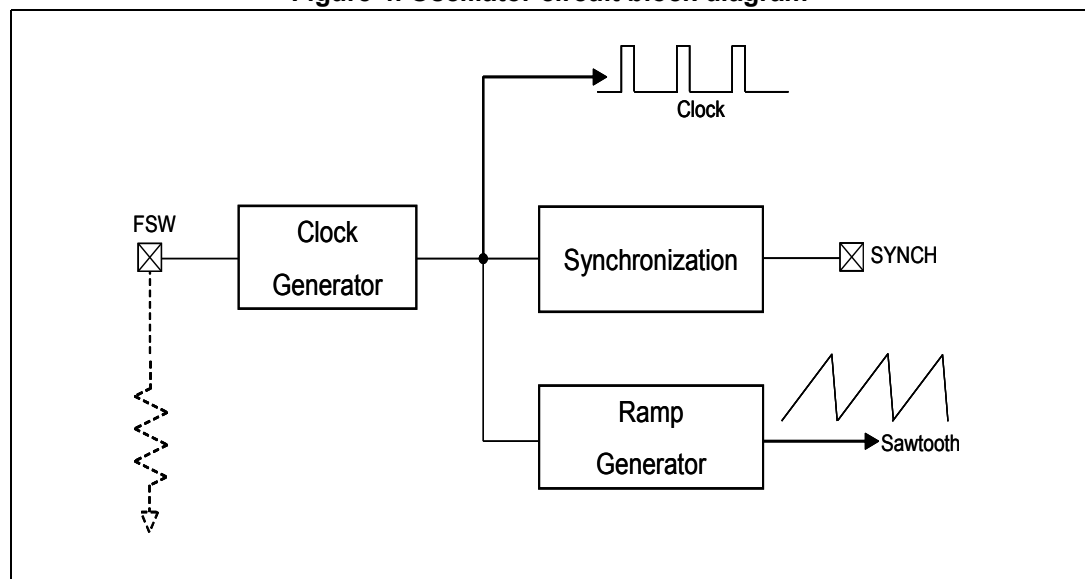 Clock
FSW
Clock
Generator
Synchronization
SYNCH
Ramp
Generator
Sawtooth